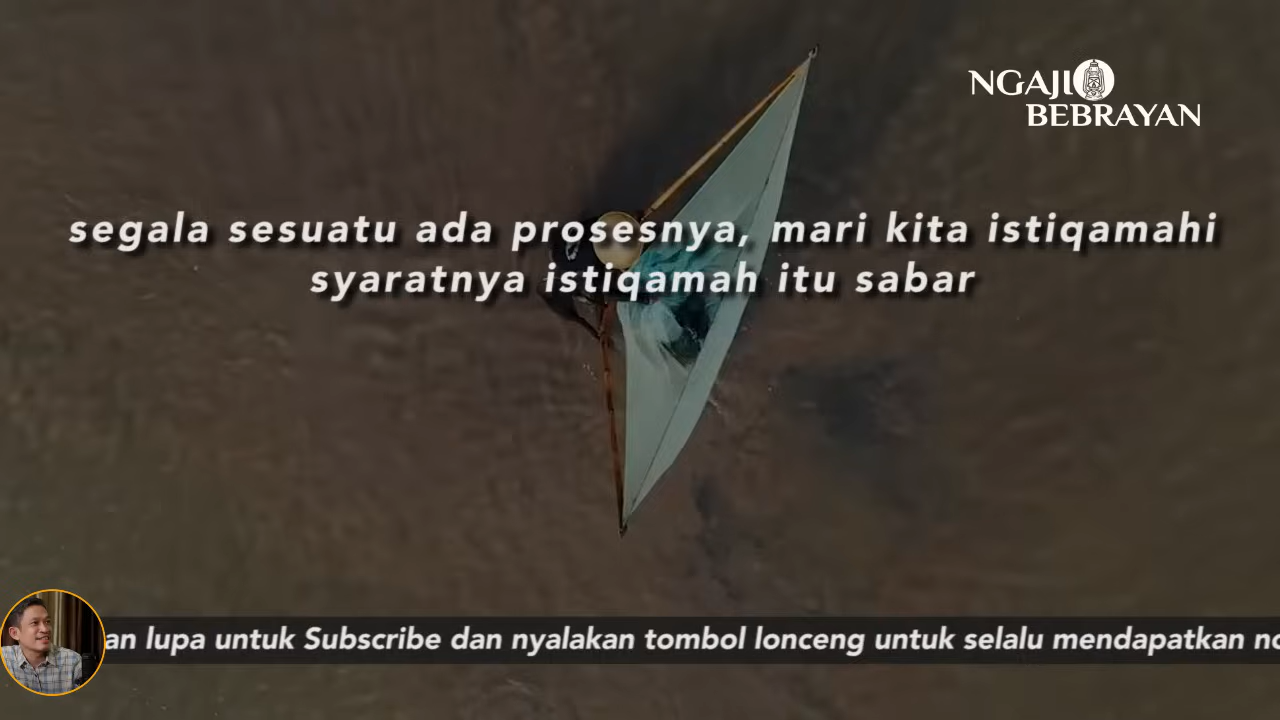 NGAJI
BEBRAYAN
segala sesuatu ada prosesnya, mari kita istiqamahi
syaratnya istiqamah itu sabar
an lupa untuk Subscribe dan nyalakan tombol lonceng untuk selalu mendapatkan